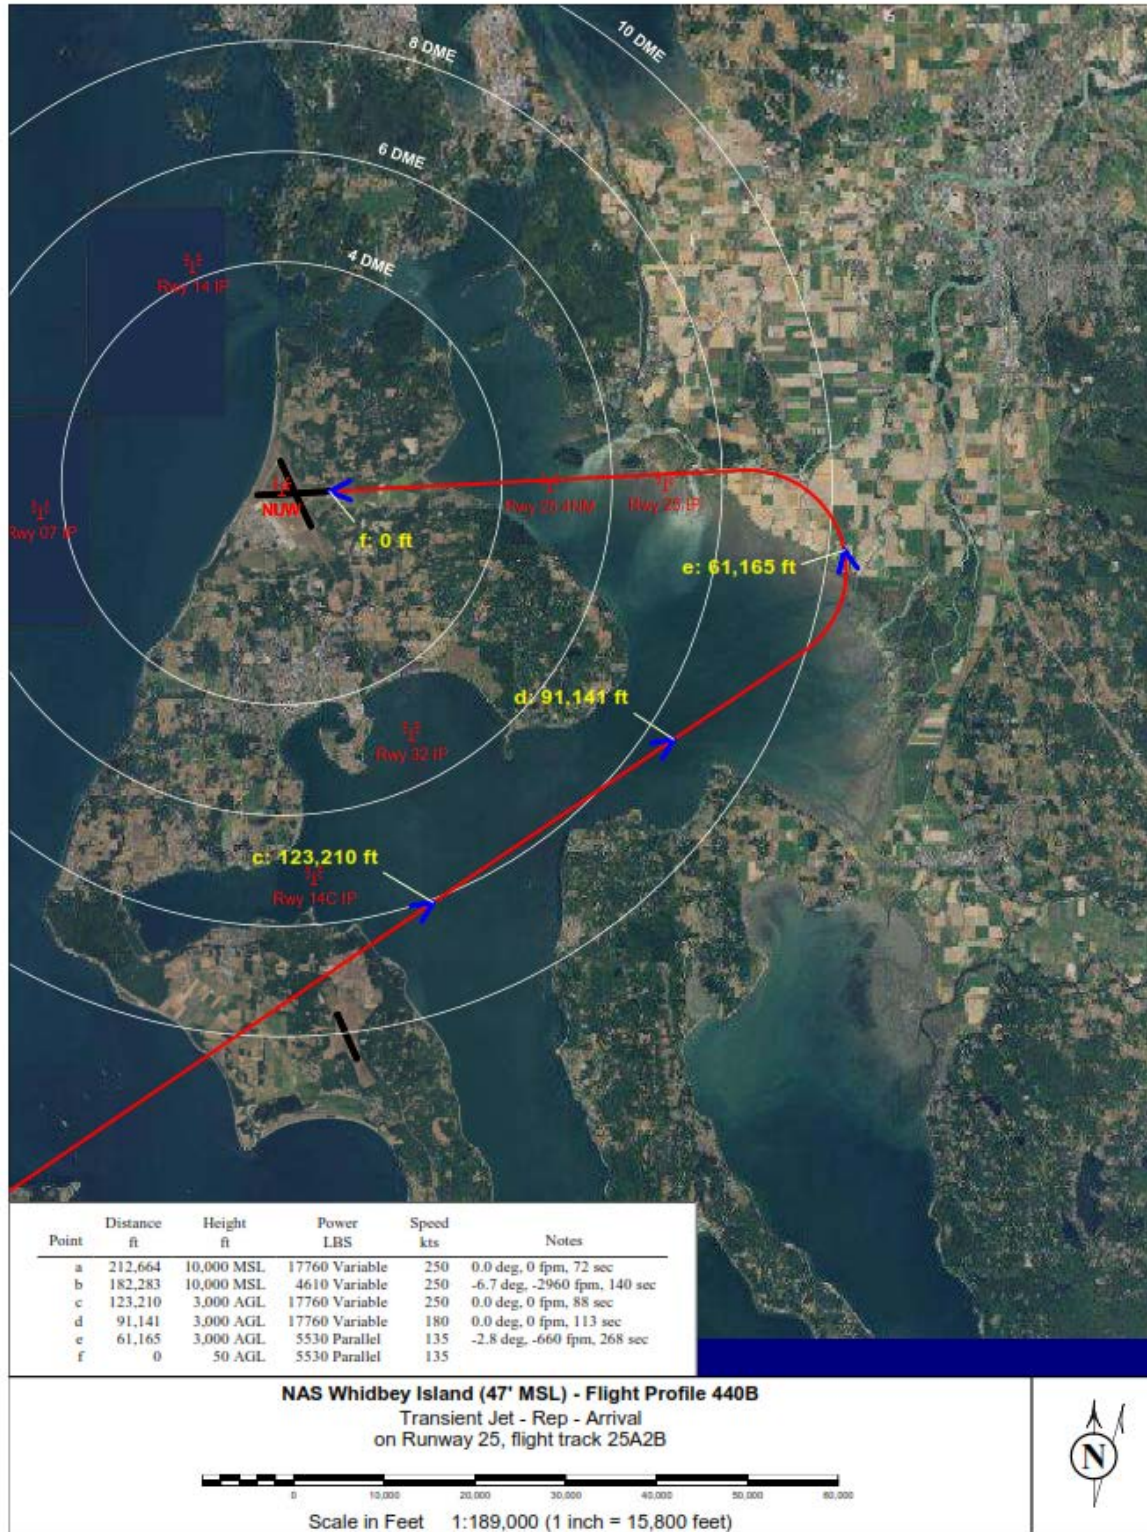 8 DME
10 DME
6 DME
4 DME
Rwy 14 IP
Rwy 25 4NM
Rwy 25 IP
NUW
Rwy 07 IP
f: 0 ft
e: 61,165 ft
d: 91,141 ft
Rwy 32 IP
c: 123,210 ft
Rwy 14C IP
Point Distance ft Height ft Power LBS Speed kts Notes
a 212,664 10,000 MSL 17760 Variable 250 0.0 deg, 0 fpm, 72 sec
b 182,283 10,000 MSL 4610 Variable 250 -6.7 deg, -2960 fpm, 140 sec
c 123,210 3,000 AGL 17760 Variable 250 0.0 deg, 0 fpm, 88 sec
d 91,141 3,000 AGL 17760 Variable 180 0.0 deg, 0 fpm, 113 sec
e 61,165 3,000 AGL 5530 Parallel 135 -2.8 deg, -660 fpm, 268 sec
f 0 50 AGL 5530 Parallel 135
NAS Whidbey Island (47' MSL) - Flight Profile 440B
Transient Jet - Rep - Arrival
on Runway 25, flight track 25A2B
0 10,000 20,000 30,000 40,000 50,000 60,000
Scale in Feet 1:189,000 (1 inch = 15,800 feet)
N